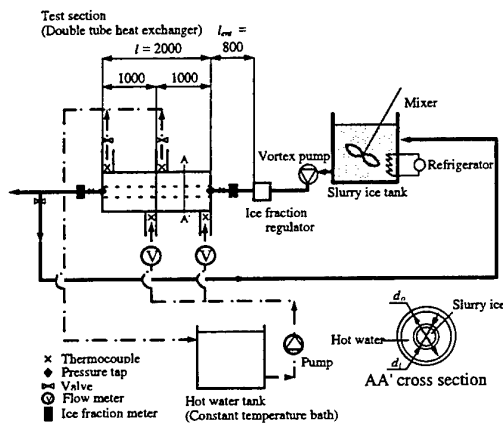 Test section
(Double tube heat exchanger)
l_ent =
l = 2000
800
1000
1000
Mixer
Vortex pump
Refrigerator
Slurry ice tank
Ice fraction
regulator
A
A'
V
V
d_o
Slurry ice
Hot water
d_i
AA' cross section
Pump
Hot water tank
(Constant temperature bath)
× Thermocouple
◆ Pressure tap
Valve
V Flow meter
Ice fraction meter